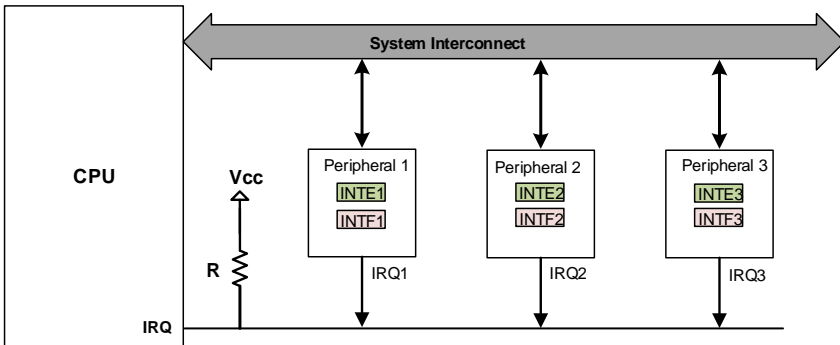 System Interconnect
CPU
Vcc
R
IRQ
Peripheral 1
INTE1
INTF1
IRQ1
Peripheral 2
INTE2
INTF2
IRQ2
Peripheral 3
INTE3
INTF3
IRQ3